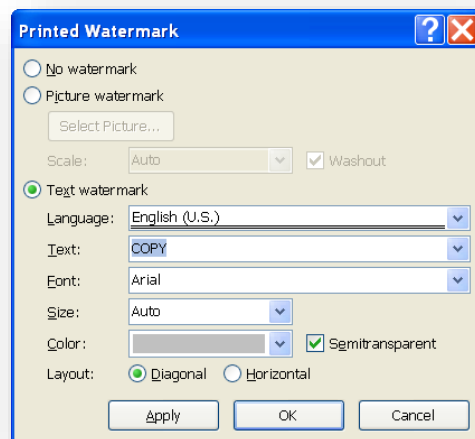 Printed Watermark
No watermark
Picture watermark
Select Picture...
Scale: Auto Washout
Text watermark
Language: English (U.S.)
Text: COPY
Font: Arial
Size: Auto
Color: Semitransparent
Layout: Diagonal Horizontal
Apply OK Cancel